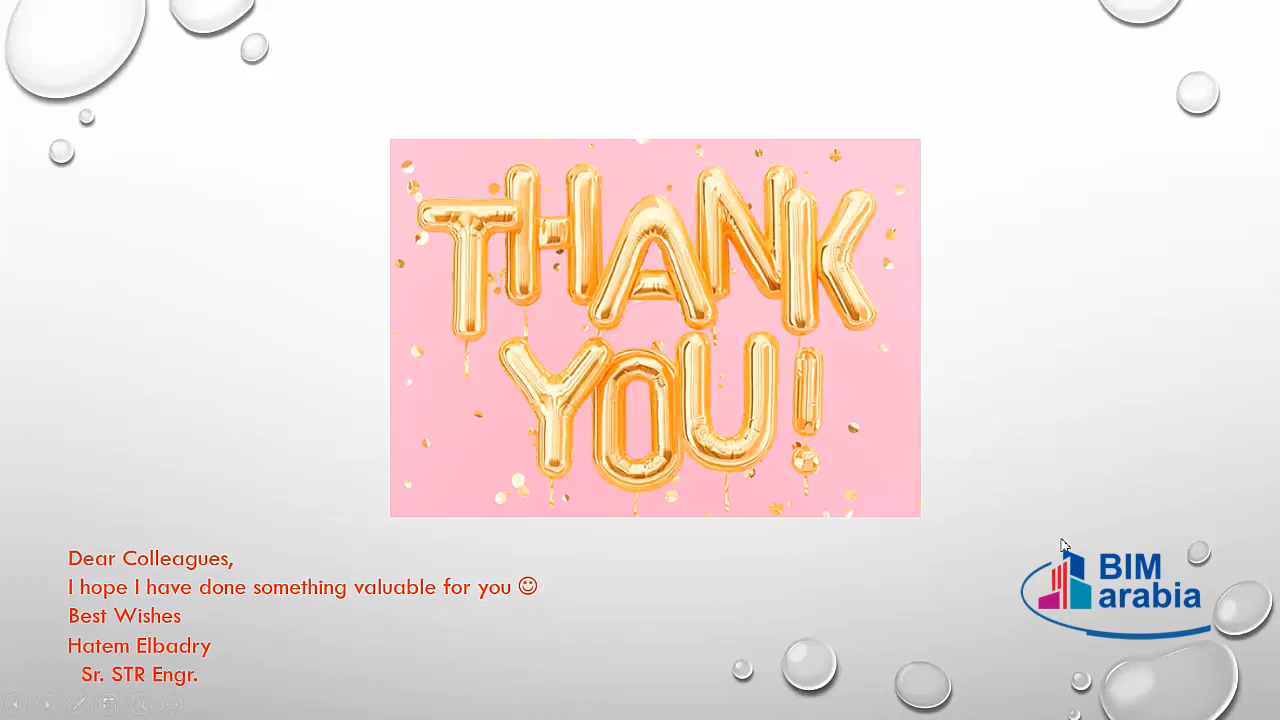 THANK
YOU!
Dear Colleagues,
I hope I have done something valuable for you ☺
Best Wishes
Hatem Elbadry
Sr. STR Engr.
BIM
arabia